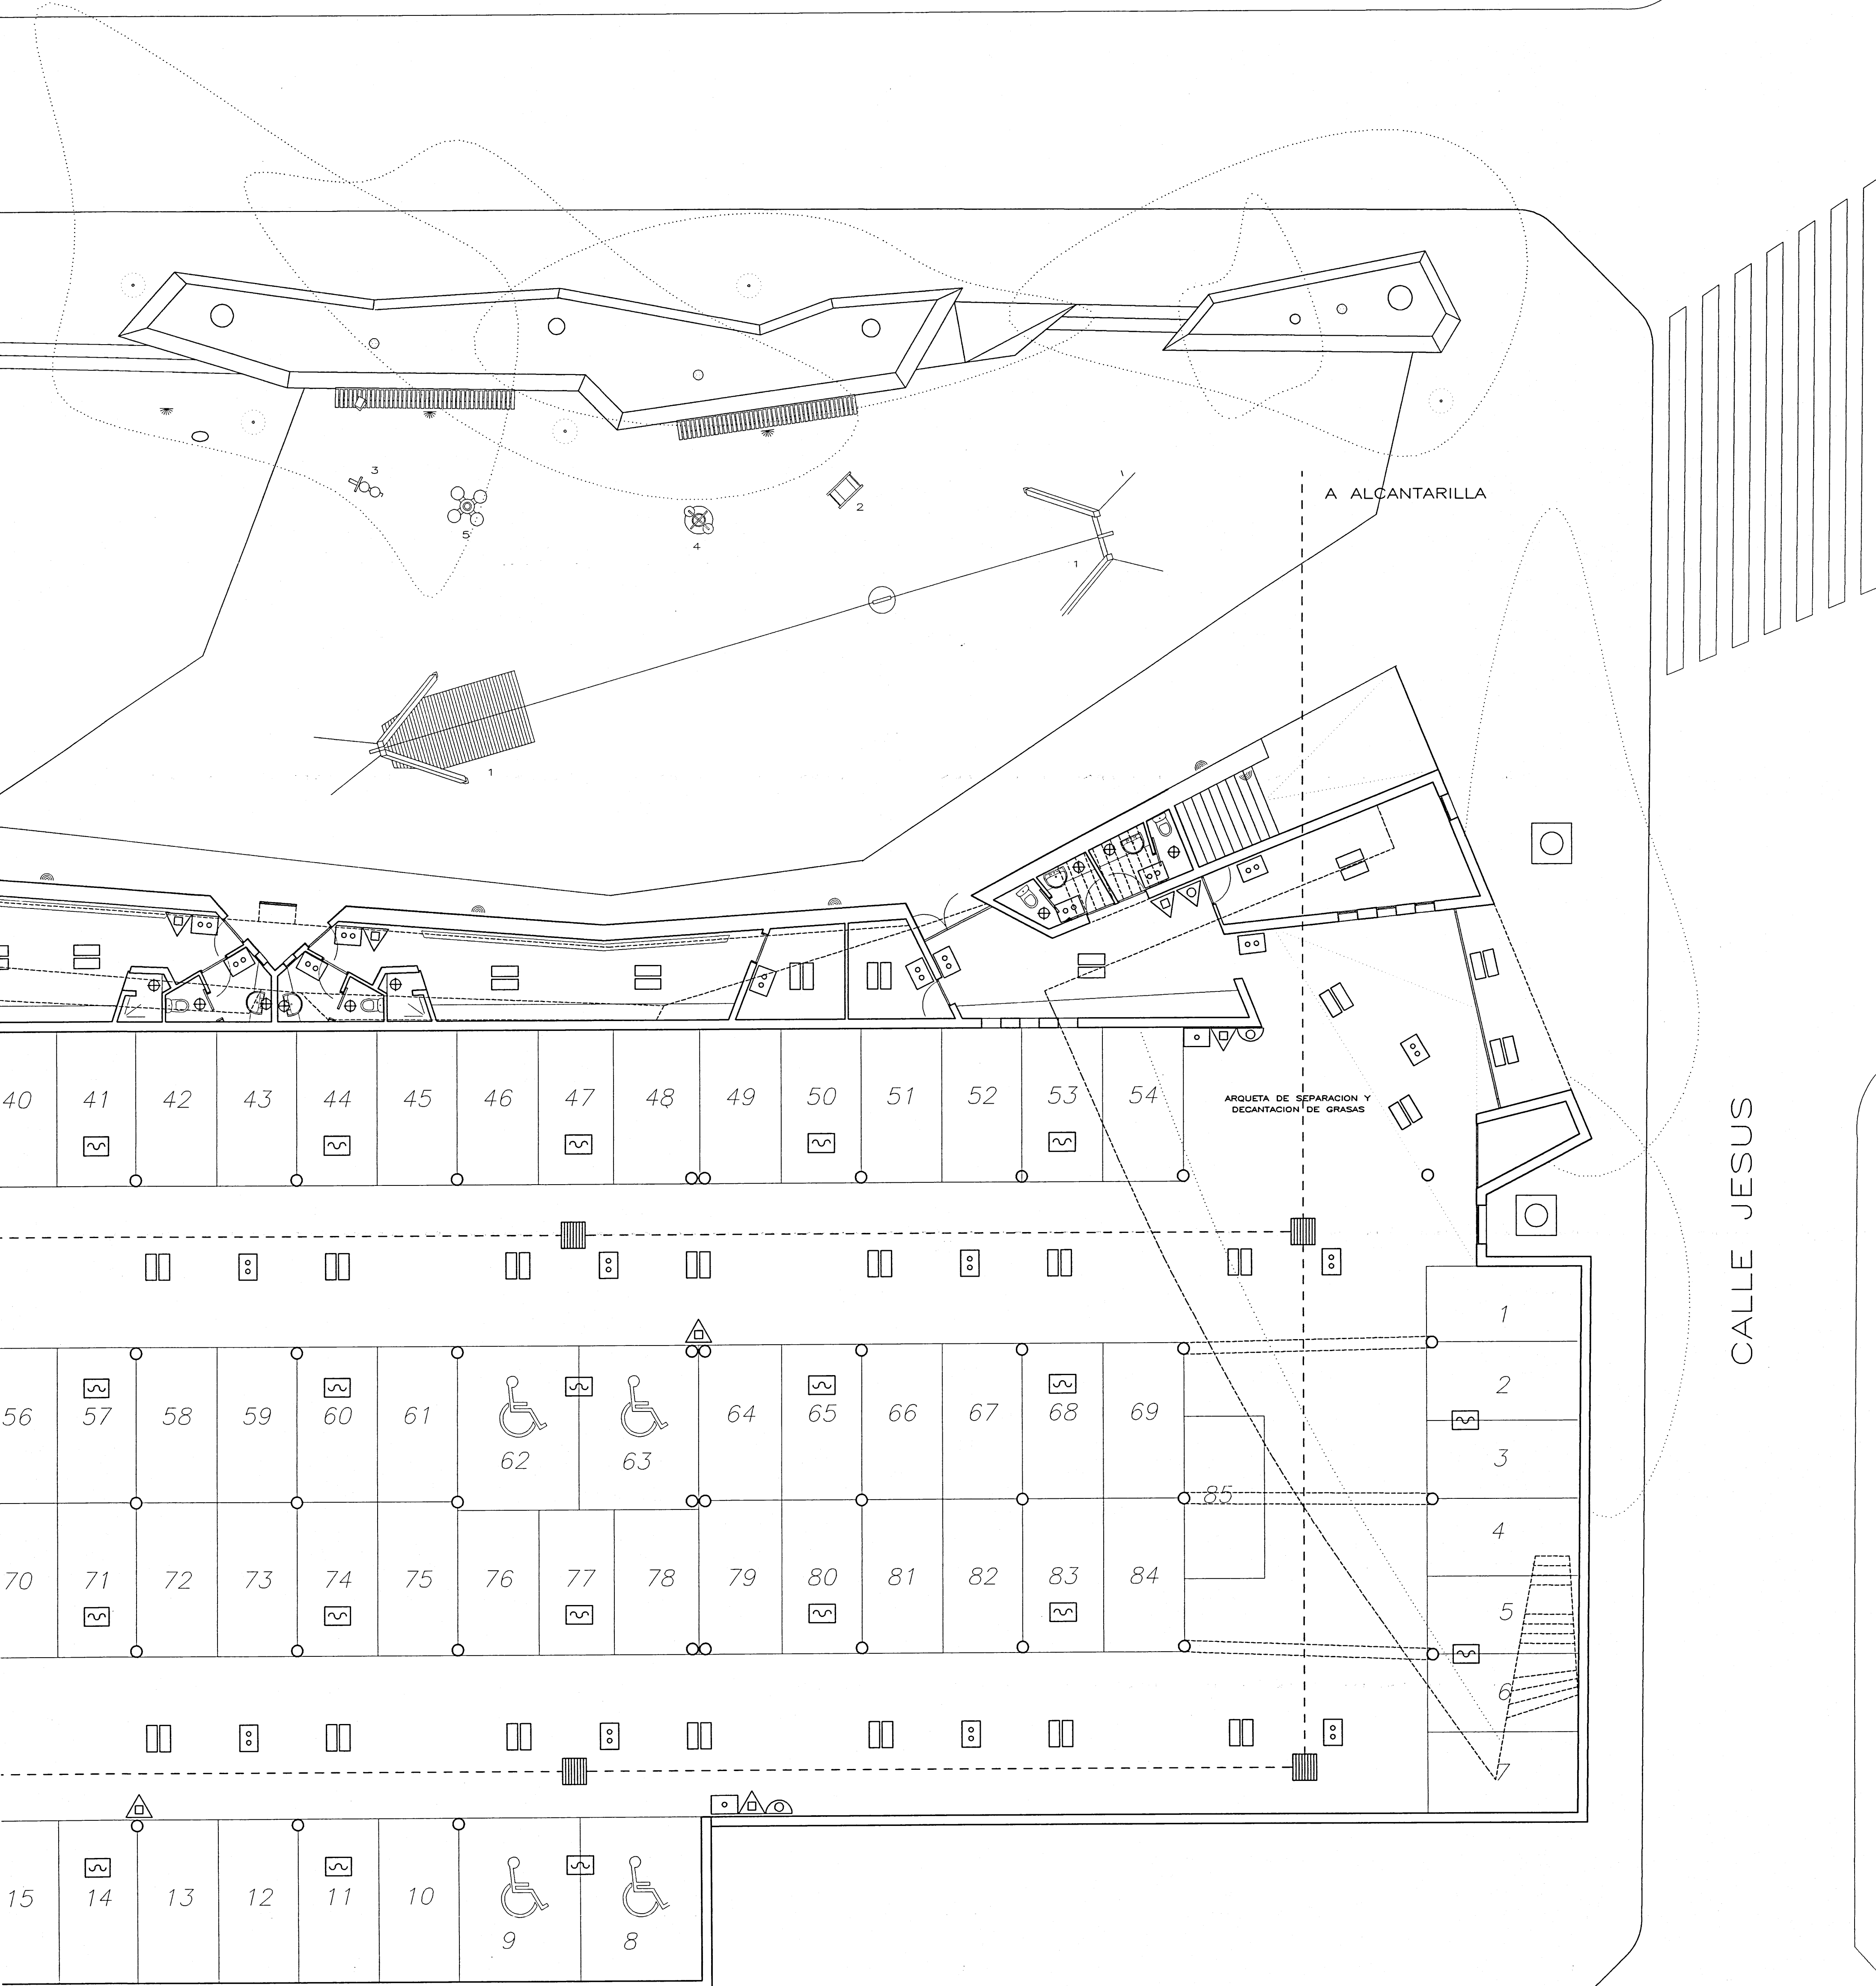 3
5
4
2
1
1
1
A ALCANTARILLA
40 41 42 43 44 45 46 47 48 49 50 51 52 53 54
ARQUETA DE SEPARACION Y
DECANTACION DE GRASAS
CALLE JESUS
1
2
3
4
5
6
7
56 57 58 59 60 61 62 63 64 65 66 67 68 69
85
70 71 72 73 74 75 76 77 78 79 80 81 82 83 84
15 14 13 12 11 10 9 8